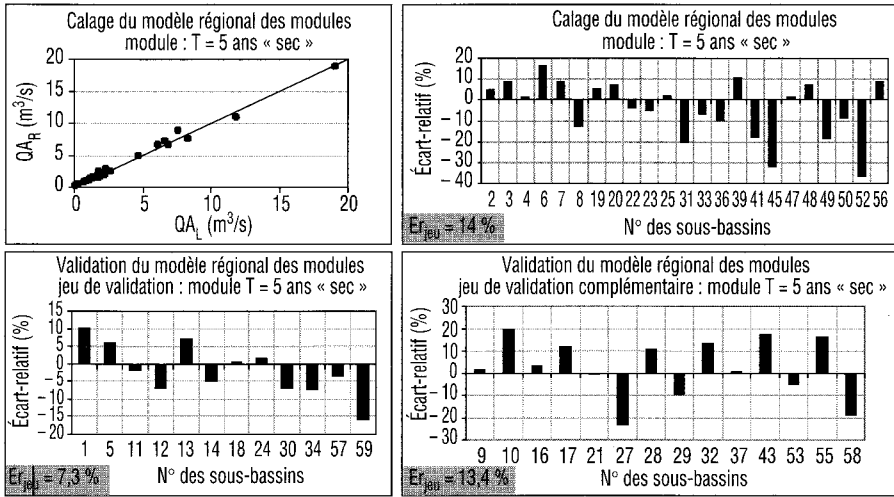 Calage du modèle régional des modules
module : T = 5 ans « sec »
QA_R (m³/s)
20
15
10
5
0
0 5 10 15 20
QA_L (m³/s)
Calage du modèle régional des modules
module : T = 5 ans « sec »
Écart-relatif (%)
20
10
0
– 10
– 20
– 30
– 40
2 3 4 6 7 8 19 20 22 23 25 31 33 36 39 41 45 47 48 49 50 52 56
Er_jeu = 14 %
N° des sous-bassins
Validation du modèle régional des modules
jeu de validation : module T = 5 ans « sec »
Écart-relatif (%)
15
10
5
0
– 5
– 10
– 15
– 20
1 5 11 12 13 14 18 24 30 34 57 59
Er_jeu = 7,3 %
N° des sous-bassins
Validation du modèle régional des modules
jeu de validation complémentaire : module T = 5 ans « sec »
Écart-relatif (%)
30
20
10
0
– 10
– 20
– 30
9 10 16 17 21 27 28 29 32 37 43 53 55 58
Er_jeu = 13,4 %
N° des sous-bassins